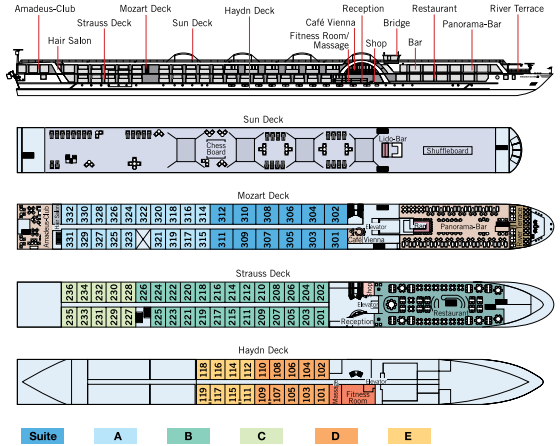 Amadeus-Club
Mozart Deck
Haydn Deck
Reception
Restaurant
River Terrace
Strauss Deck
Sun Deck
Café Vienna
Bridge
Panorama-Bar
Hair Salon
Fitness Room/
Massage
Shop
Bar
Sun Deck
Chess
Board
Lido-Bar
Shuffleboard
Mozart Deck
Amadeus-Club
Hair Salon
332 330 328 326 324 322 320 318 316 314 312 310 308 306 304 302
331 329 327 325 323 321 319 317 315 311 309 307 305 303 301
Elevator
Café Vienna
Bar
Panorama-Bar
River Terrace
Strauss Deck
236 234 232 230 228 226 224 222 220 218 216 214 212 210 208 206 204 202
235 233 231 229 227 225 223 221 219 217 215 211 209 207 205 203 201
Shop
Elevator
Reception
Restaurant
Haydn Deck
118 116 114 112 110 108 106 104 102
119 117 115 111 109 107 105 103 101
Massage
Elevator
Fitness
Room
Suite A B C D E